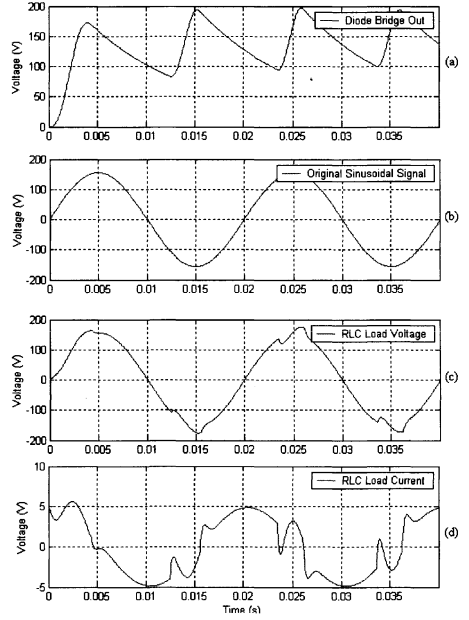 200
150
100
50
0
Voltage (V)
Diode Bridge Out
(a)
0 0.005 0.01 0.015 0.02 0.025 0.03 0.035
200
100
0
-100
-200
Voltage (V)
Original Sinusoidal Signal
(b)
0 0.005 0.01 0.015 0.02 0.025 0.03 0.035
200
100
0
-100
-200
Voltage (V)
RLC Load Voltage
(c)
0 0.005 0.01 0.015 0.02 0.025 0.03 0.035
10
5
0
-5
Voltage (V)
RLC Load Current
(d)
0 0.005 0.01 0.015 0.02 0.025 0.03 0.035
Time (s)